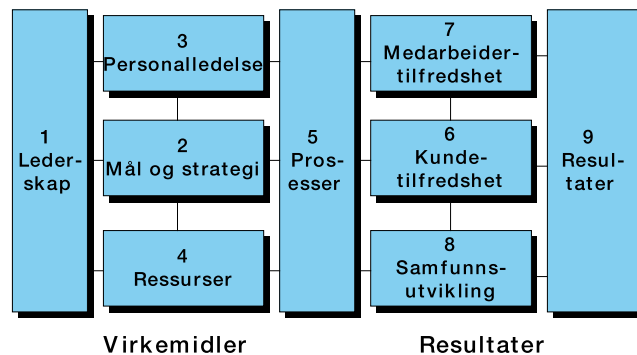 1
Leder-
skap
3
Personalledelse
2
Mål og strategi
4
Ressurser
5
Pros-
esser
7
Medarbeider-
tilfredshet
6
Kunde-
tilfredshet
8
Samfunns-
utvikling
9
Resul-
tater
Virkemidler
Resultater